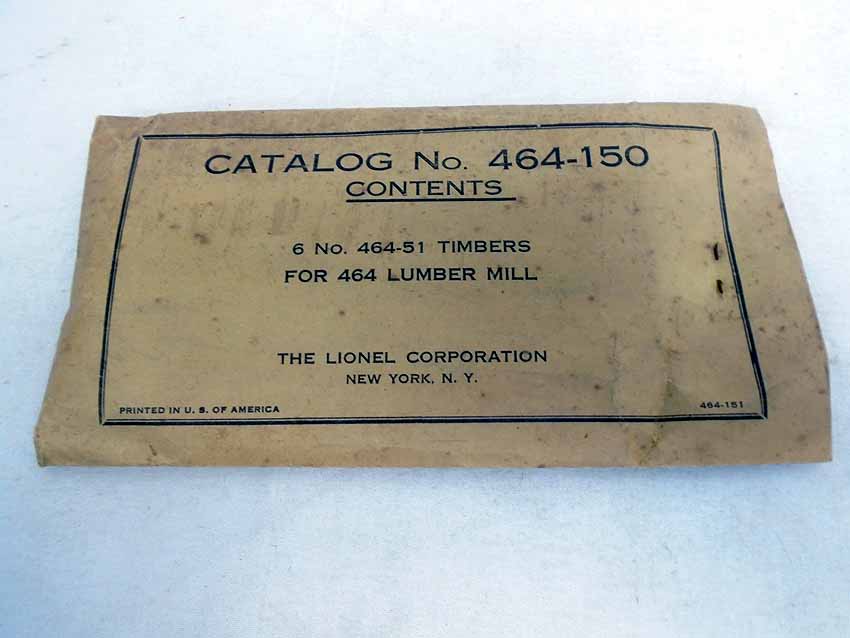 CATALOG No. 464-150
CONTENTS
6 No. 464-51 TIMBERS
FOR 464 LUMBER MILL
THE LIONEL CORPORATION
NEW YORK, N. Y.
PRINTED IN U. S. OF AMERICA
464-151